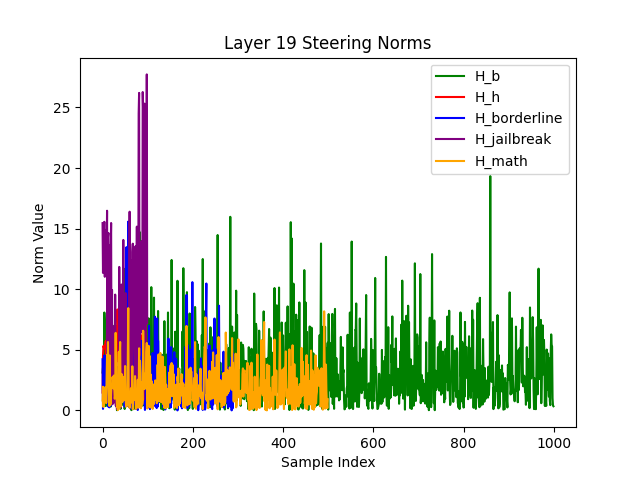 Layer 19 Steering Norms
H_b
H_h
H_borderline
H_jailbreak
H_math
Norm Value
25
20
15
10
5
0
0 200 400 600 800 1000
Sample Index